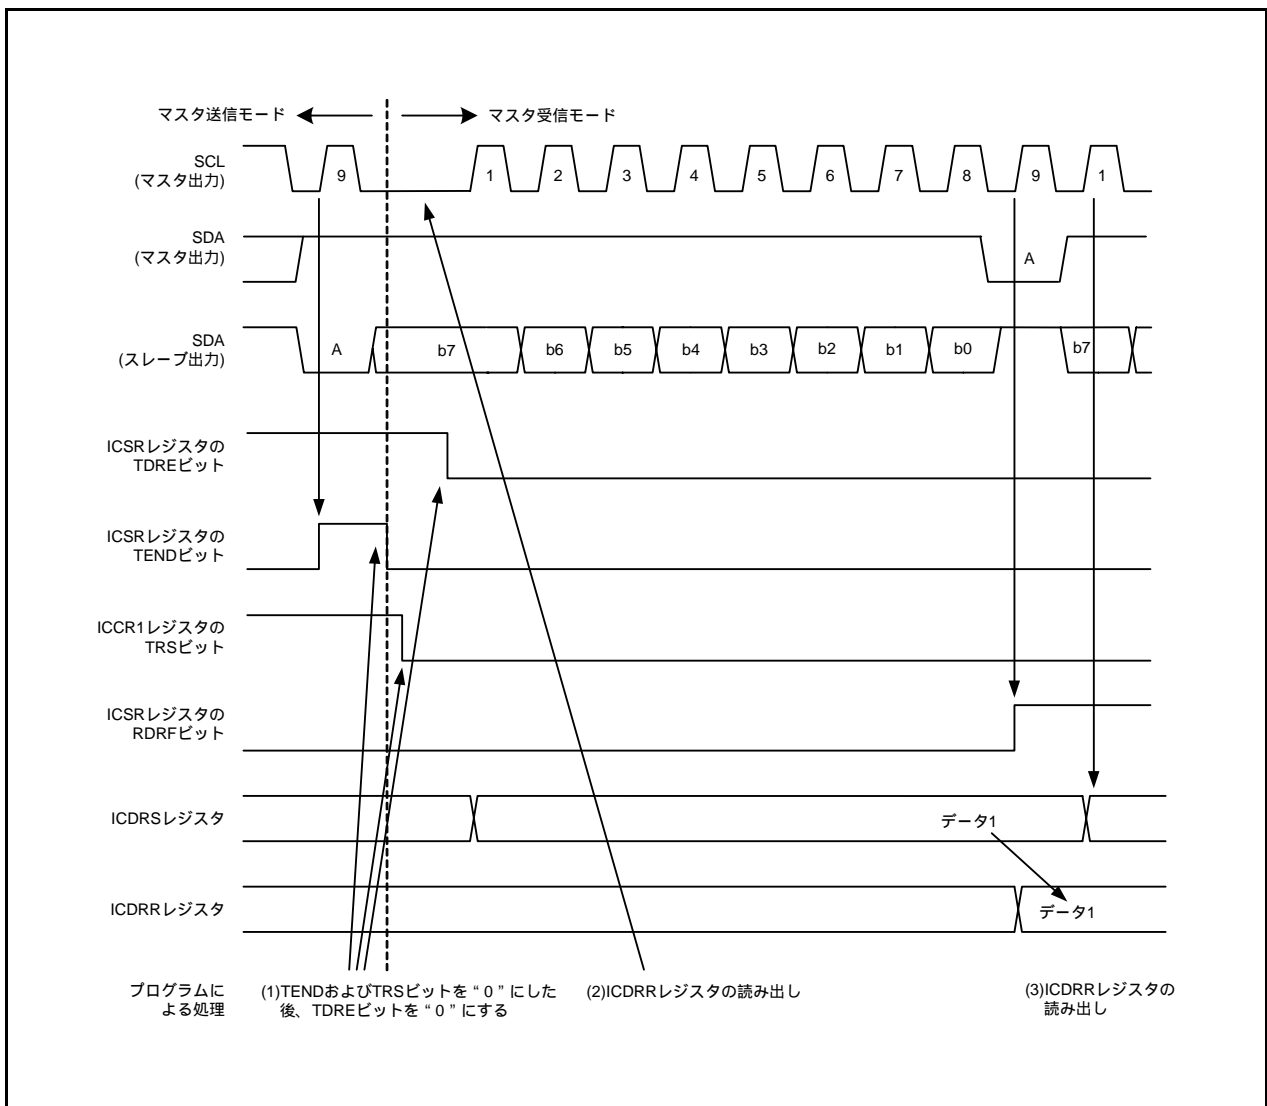 マスタ送信モード
マスタ受信モード
SCL
(マスタ出力)
9
1
2
3
4
5
6
7
8
9
1
SDA
(マスタ出力)
A
SDA
(スレーブ出力)
A
b7
b6
b5
b4
b3
b2
b1
b0
b7
ICSRレジスタの
TDREビット
ICSRレジスタの
TENDビット
ICCR1レジスタの
TRSビット
ICSRレジスタの
RDRFビット
ICDRSレジスタ
データ1
ICDRRレジスタ
データ1
プログラムに
よる処理
(1)TENDおよびTRSビットを“0”にした
後、TDREビットを“0”にする
(2)ICDRRレジスタの読み出し
(3)ICDRRレジスタの
読み出し